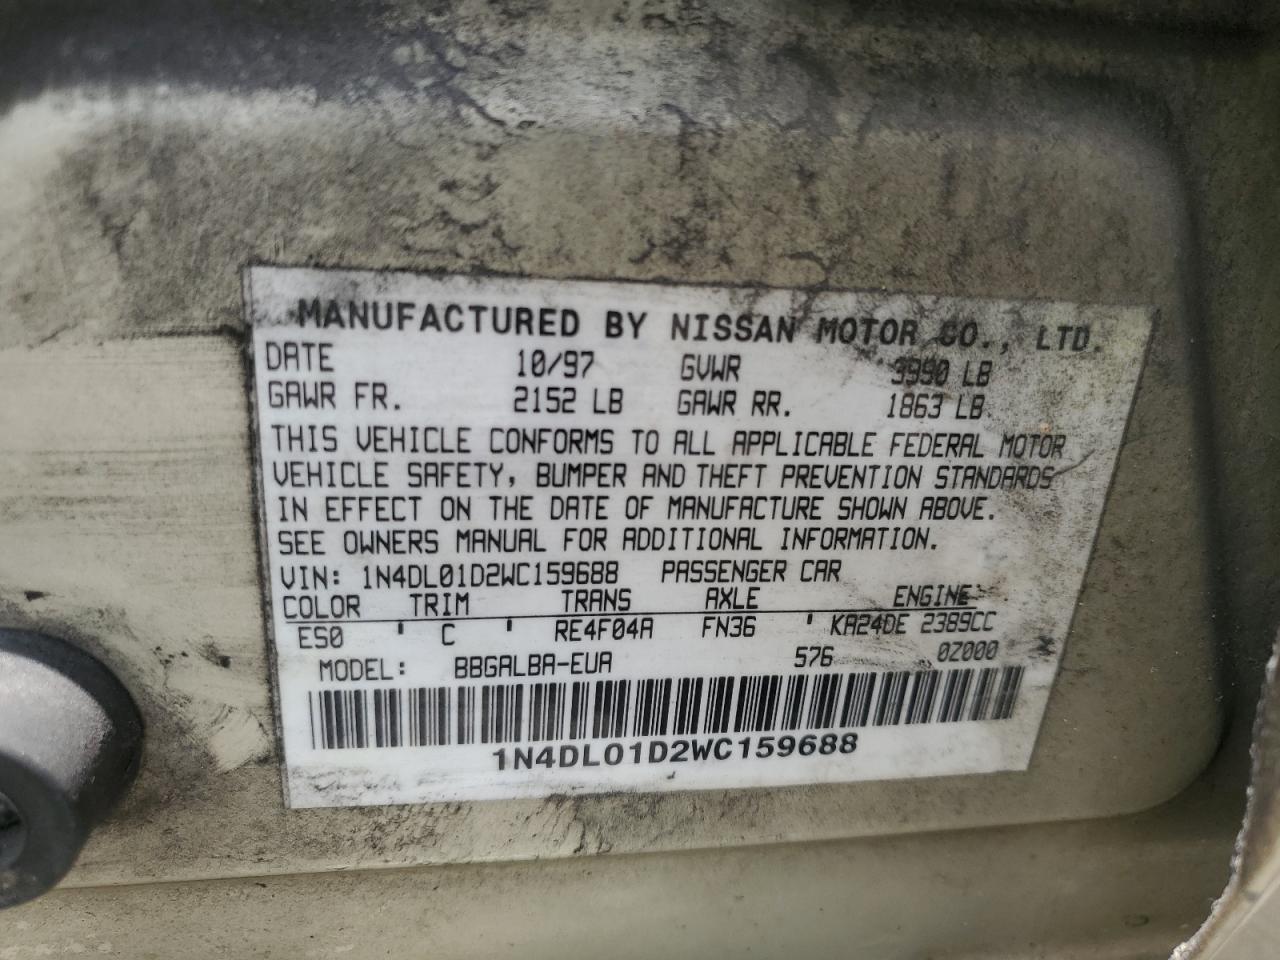 MANUFACTURED BY NISSAN MOTOR CO., LTD.
DATE 10/97 GVWR 3990 LB
GAWR FR. 2152 LB GAWR RR. 1863 LB
THIS VEHICLE CONFORMS TO ALL APPLICABLE FEDERAL MOTOR
VEHICLE SAFETY, BUMPER AND THEFT PREVENTION STANDARDS
IN EFFECT ON THE DATE OF MANUFACTURE SHOWN ABOVE.
SEE OWNERS MANUAL FOR ADDITIONAL INFORMATION.
VIN: 1N4DL01D2WC159688 PASSENGER CAR
COLOR TRIM TRANS AXLE ENGINE
ES0 ' C ' RE4F04A FN36 ' KA24DE 2389CC
MODEL: BBGALBA-EUA 576 0Z000
1N4DL01D2WC159688